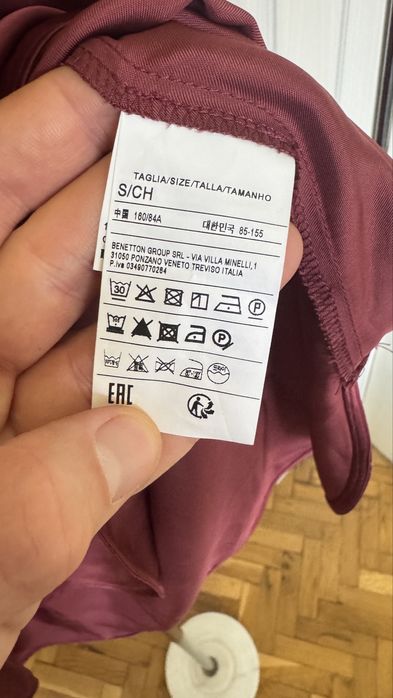 TAGLIA/SIZE/TALLA/TAMANHO
S/CH
中国 160/84A 대한민국 85-155
BENETTON GROUP SRL - VIA VILLA MINELLI,1
31050 PONZANO VENETO TREVISO ITALIA
P.iva 03490770264
30 P
EAC